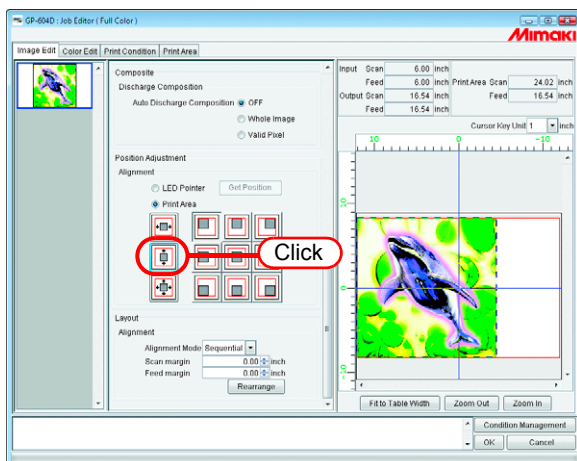 GP-604D : Job Editor ( Full Color )
Mimaki
Image Edit Color Edit Print Condition Print Area
Composite
Discharge Composition
Auto Discharge Composition OFF
Whole Image
Valid Pixel
Position Adjustment
Alignment
LED Pointer Get Position
Print Area
Click
Layout
Alignment
Alignment Mode Sequential
Scan margin 0.00 inch
Feed margin 0.00 inch
Rearrange
Input Scan 6.00 inch
Feed 6.00 inch Print Area Scan 24.02 inch
Output Scan 16.54 inch Feed 16.54 inch
Feed 16.54 inch
Cursor Key Unit 1 inch
10 0 -10
10
0
-10
Fit to Table Width Zoom Out Zoom In
Condition Management
OK Cancel